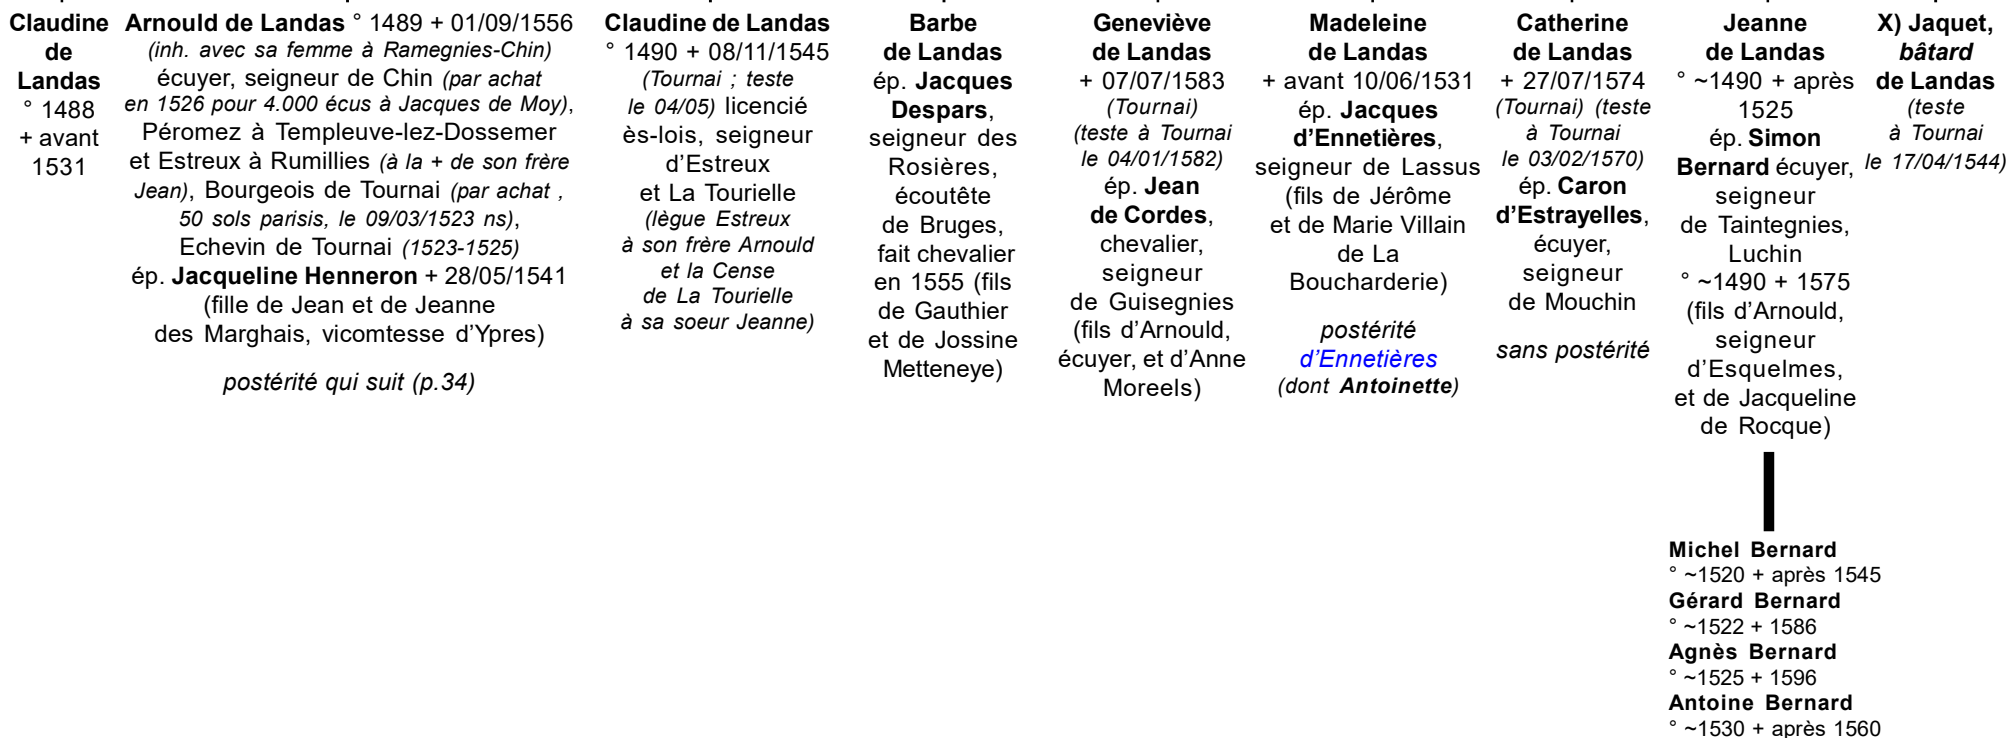 Claudine
de
Landas
° 1488
+ avant
1531
Arnould de Landas ° 1489 + 01/09/1556
(inh. avec sa femme à Ramegnies-Chin)
écuyer, seigneur de Chin (par achat
en 1526 pour 4.000 écus à Jacques de Moy),
Péromez à Templeuve-lez-Dossemer
et Estreux à Rumillies (à la + de son frère
Jean), Bourgeois de Tournai (par achat ,
50 sols parisis, le 09/03/1523 ns),
Echevin de Tournai (1523-1525)
ép. Jacqueline Henneron + 28/05/1541
(fille de Jean et de Jeanne
des Marghais, vicomtesse d’Ypres)
postérité qui suit (p.34)
Claudine de Landas
° 1490 + 08/11/1545
(Tournai ; teste
le 04/05) licencié
ès-lois, seigneur
d’Estreux
et La Tourielle
(lègue Estreux
à son frère Arnould
et la Cense
de La Tourielle
à sa soeur Jeanne)
Barbe
de Landas
ép. Jacques
Despars,
seigneur des
Rosières,
écoutête
de Bruges,
fait chevalier
en 1555 (fils
de Gauthier
et de Jossine
Metteneye)
Geneviève
de Landas
+ 07/07/1583
(Tournai)
(teste à Tournai
le 04/01/1582)
ép. Jean
de Cordes,
chevalier,
seigneur
de Guisegnies
(fils d’Arnould,
écuyer, et d’Anne
Moreels)
Madeleine
de Landas
+ avant 10/06/1531
ép. Jacques
d’Ennetières,
seigneur de Lassus
(fils de Jérôme
et de Marie Villain
de La
Boucharderie)
postérité
d’Ennetières
(dont Antoinette)
Catherine
de Landas
+ 27/07/1574
(Tournai) (teste
à Tournai
le 03/02/1570)
ép. Caron
d’Estrayelles,
écuyer,
seigneur
de Mouchin
sans postérité
Jeanne
de Landas
° ~1490 + après
1525
ép. Simon
Bernard écuyer,
seigneur
de Taintegnies,
Luchin
° ~1490 + 1575
(fils d’Arnould,
seigneur
d’Esquelmes,
et de Jacqueline
de Rocque)
X) Jaquet,
bâtard
de Landas
(teste
à Tournai
le 17/04/1544)
Michel Bernard
° ~1520 + après 1545
Gérard Bernard
° ~1522 + 1586
Agnès Bernard
° ~1525 + 1596
Antoine Bernard
° ~1530 + après 1560